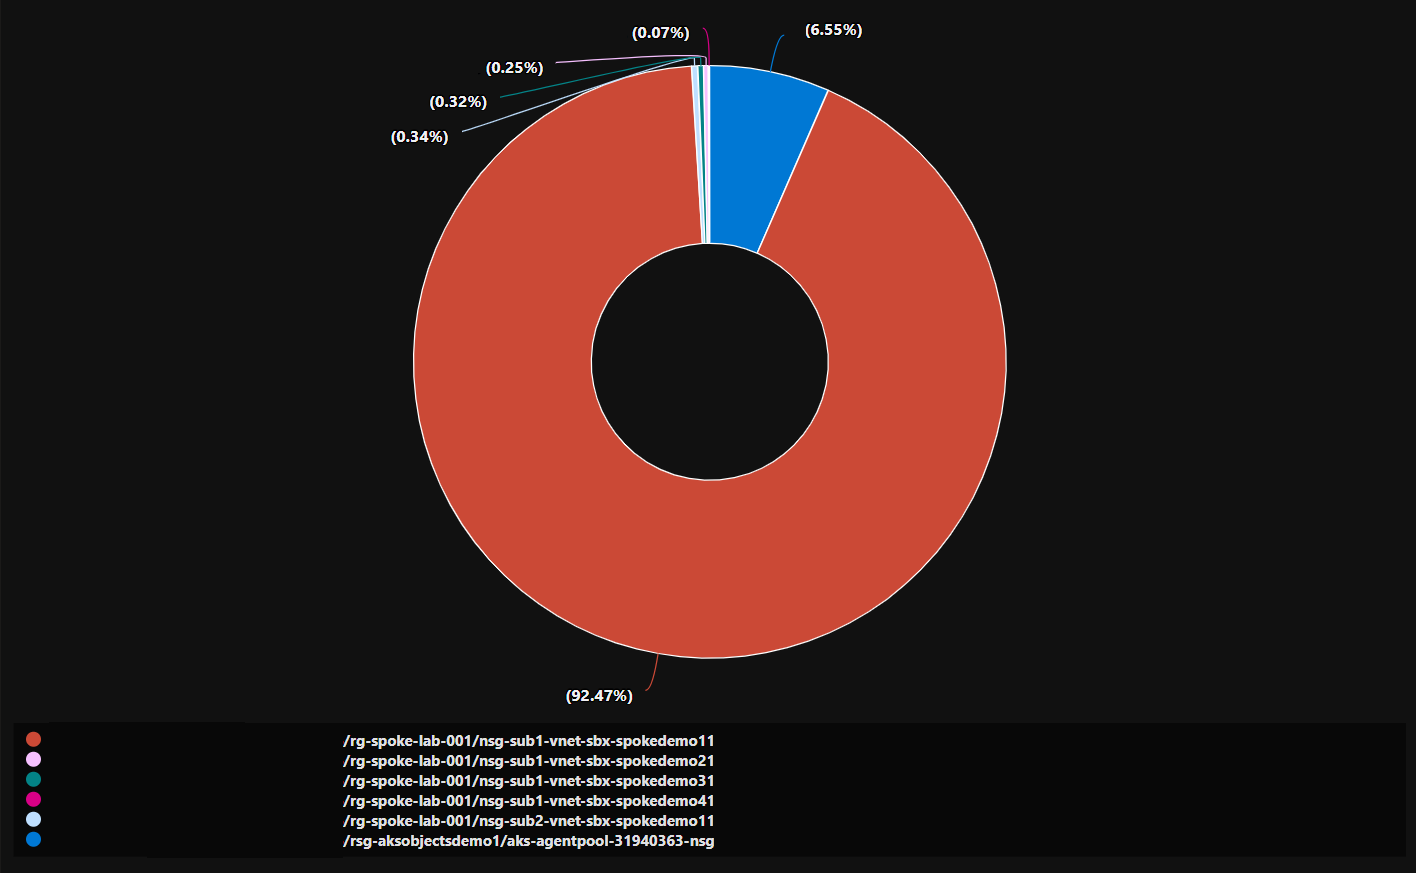 (0.07%)
(6.55%)
(0.25%)
(0.32%)
(0.34%)
(92.47%)
/rg-spoke-lab-001/nsg-sub1-vnet-sbx-spokedemo11
/rg-spoke-lab-001/nsg-sub1-vnet-sbx-spokedemo21
/rg-spoke-lab-001/nsg-sub1-vnet-sbx-spokedemo31
/rg-spoke-lab-001/nsg-sub1-vnet-sbx-spokedemo41
/rg-spoke-lab-001/nsg-sub2-vnet-sbx-spokedemo11
/rsg-aksobjectsdemo1/aks-agentpool-31940363-nsg